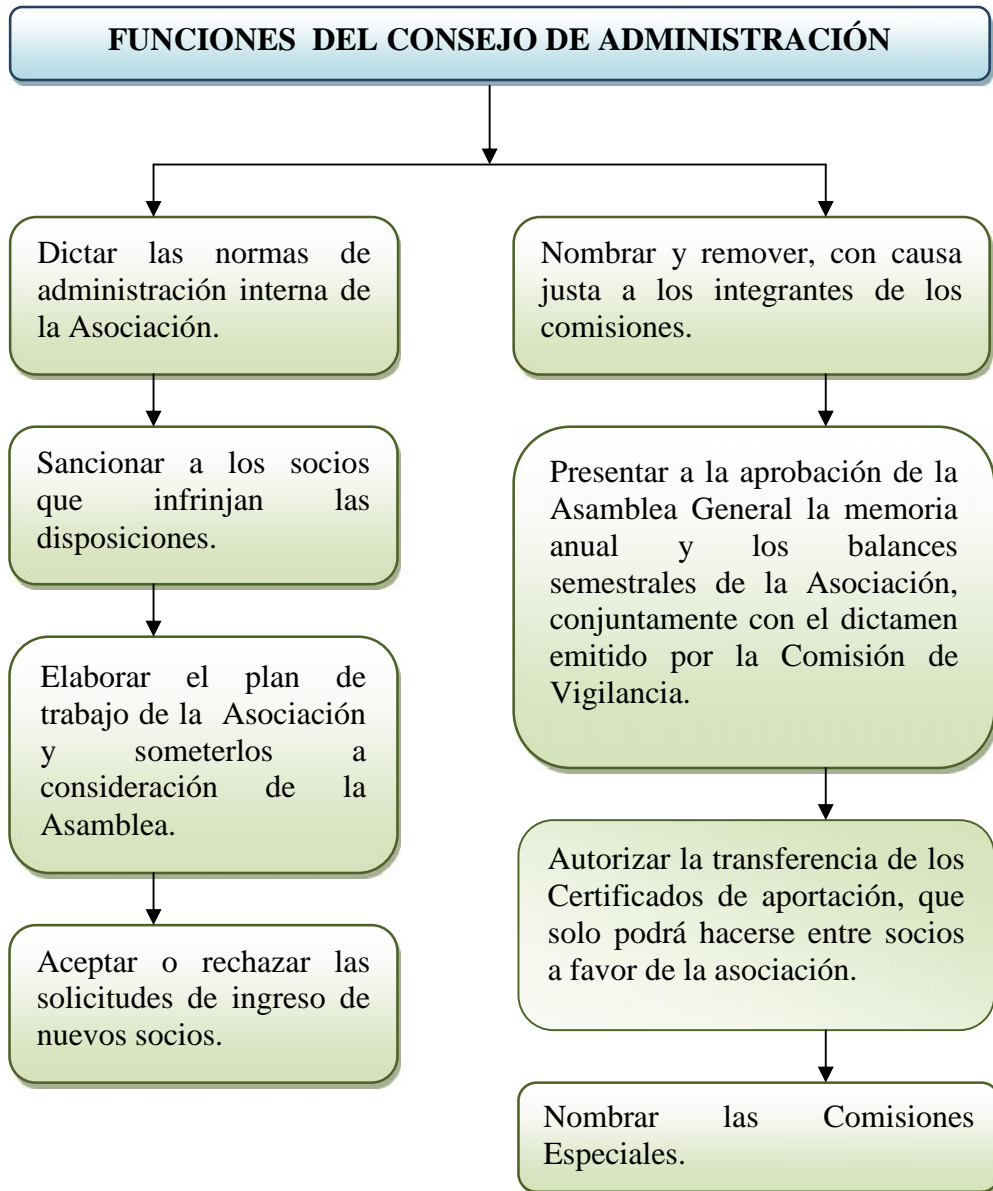 FUNCIONES DEL CONSEJO DE ADMINISTRACIÓN
Dictar las normas de
administración interna de
la Asociación.
Sancionar a los socios
que infrinjan las
disposiciones.
Elaborar el plan de
trabajo de la Asociación
y someterlos a
consideración de la
Asamblea.
Aceptar o rechazar las
solicitudes de ingreso de
nuevos socios.
Nombrar y remover, con causa
justa a los integrantes de los
comisiones.
Presentar a la aprobación de la
Asamblea General la memoria
anual y los balances
semestrales de la Asociación,
conjuntamente con el dictamen
emitido por la Comisión de
Vigilancia.
Autorizar la transferencia de los
Certificados de aportación, que
solo podrá hacerse entre socios
a favor de la asociación.
Nombrar las Comisiones
Especiales.